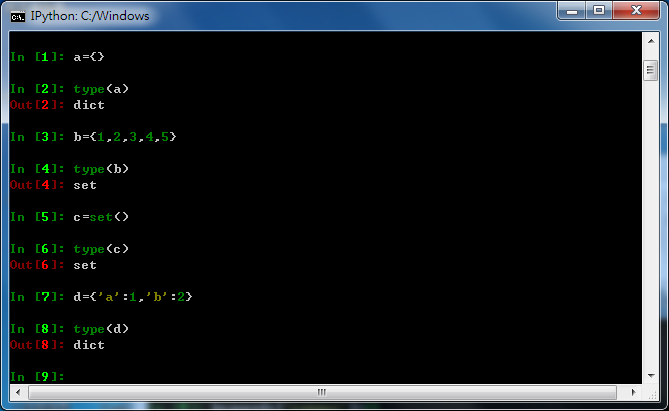 IPython: C:/Windows
In [1]: a={}
In [2]: type(a)
Out[2]: dict
In [3]: b={1,2,3,4,5}
In [4]: type(b)
Out[4]: set
In [5]: c=set()
In [6]: type(c)
Out[6]: set
In [7]: d={'a':1,'b':2}
In [8]: type(d)
Out[8]: dict
In [9]: